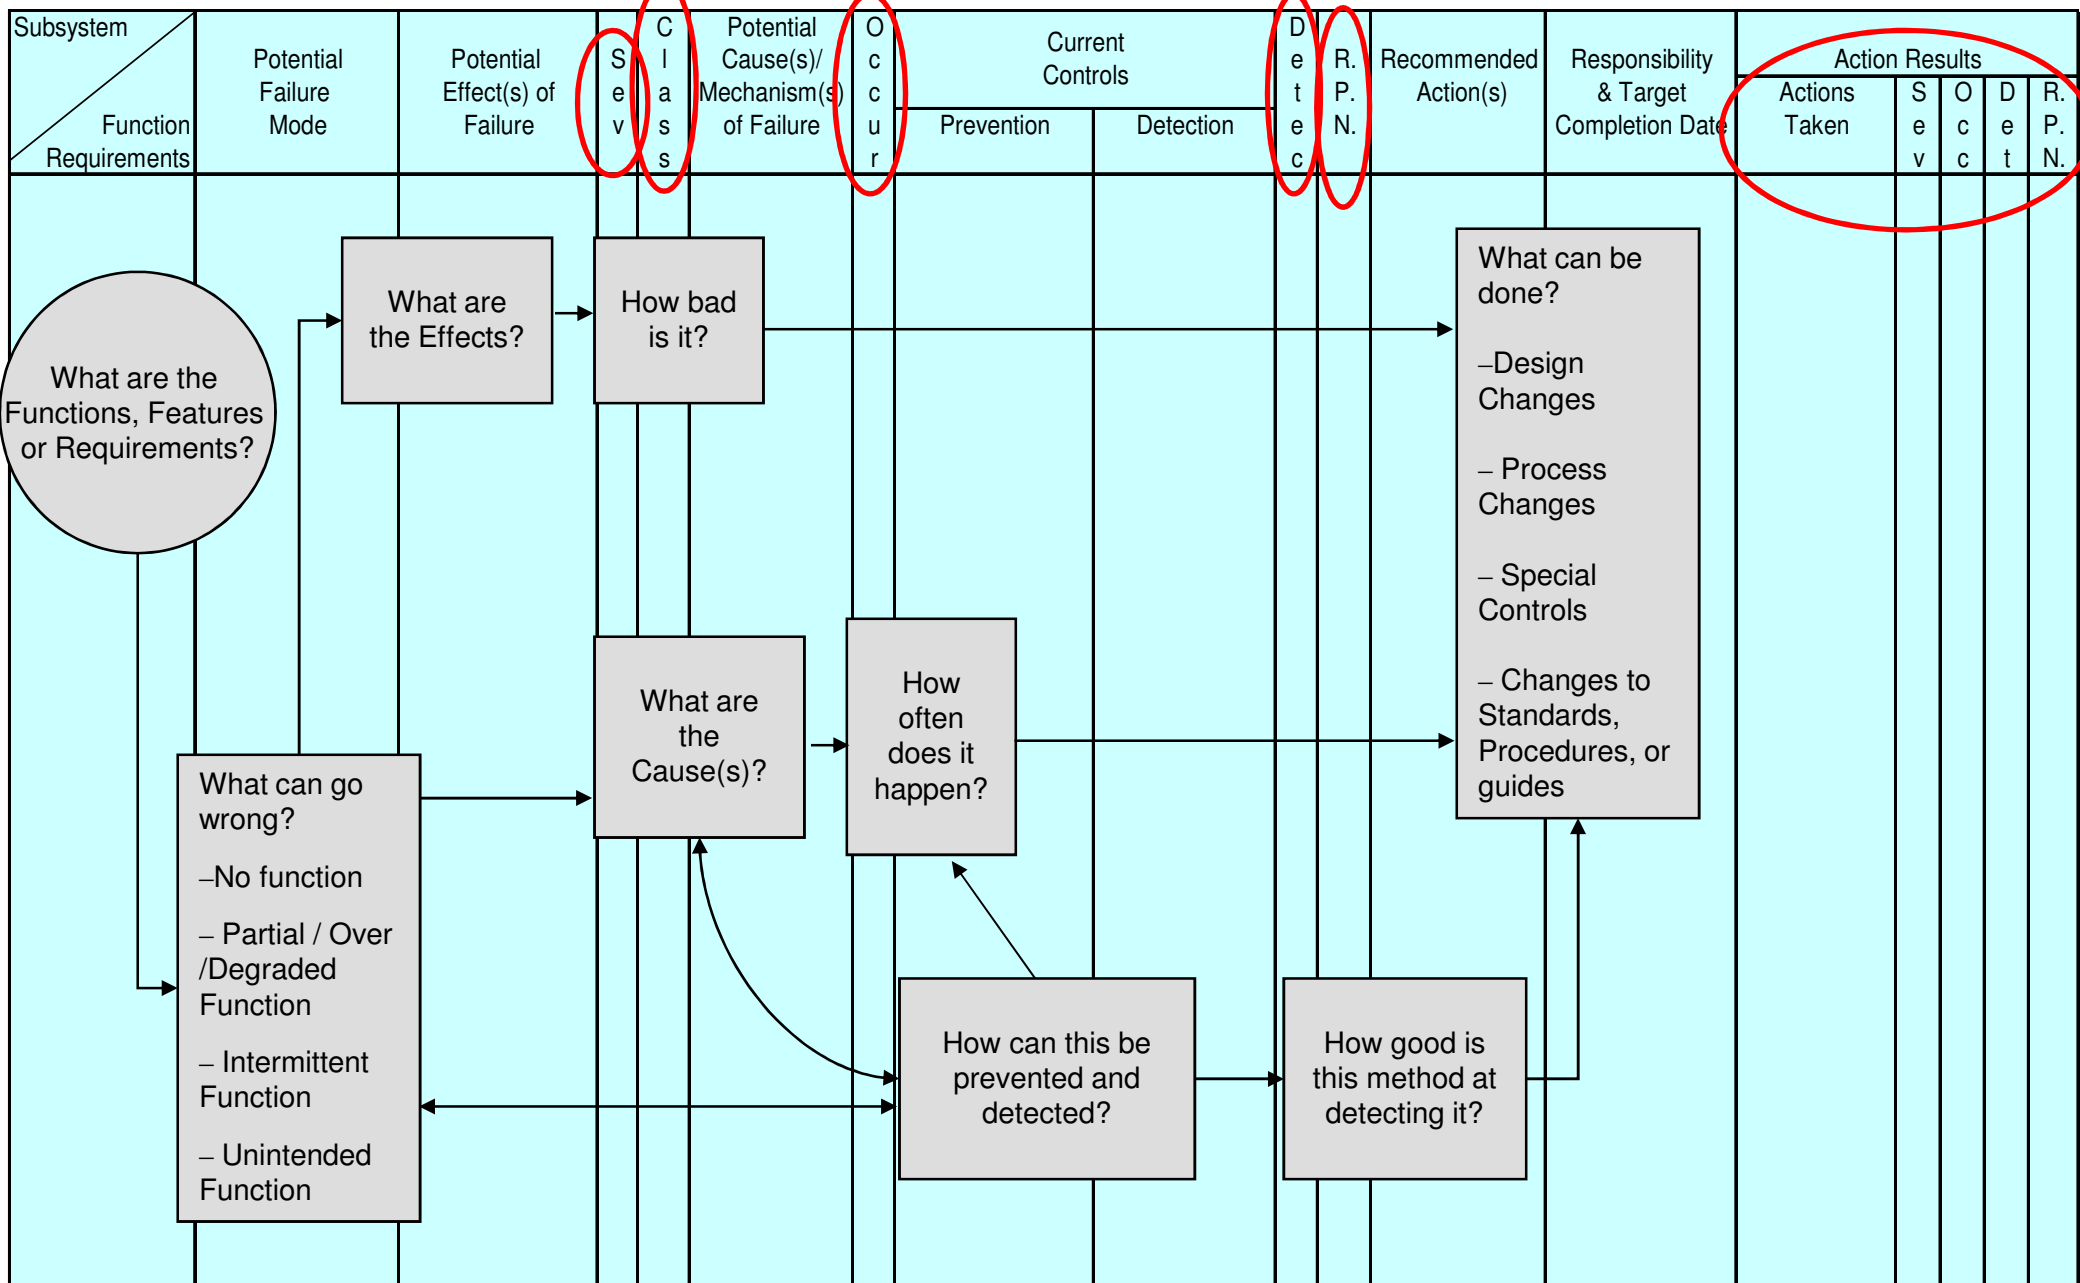 Subsystem
Function
Requirements
Potential
Failure
Mode
Potential
Effect(s) of
Failure
S
e
v
C
l
a
s
s
Potential
Cause(s)/
Mechanism(s)
of Failure
O
c
c
u
r
Current
Controls
Prevention
Detection
D
e
t
e
c
R.
P.
N.
Recommended
Action(s)
Responsibility
& Target
Completion Date
Action Results
Actions
Taken
S
e
v
O
c
c
D
e
t
R.
P.
N.
What are the
Functions, Features
or Requirements?
What are
the Effects?
How bad
is it?
What can be
done?
–Design
Changes
– Process
Changes
– Special
Controls
– Changes to
Standards,
Procedures, or
guides
What can go
wrong?
–No function
– Partial / Over
/Degraded
Function
– Intermittent
Function
– Unintended
Function
What are
the
Cause(s)?
How
often
does it
happen?
How can this be
prevented and
detected?
How good is
this method at
detecting it?